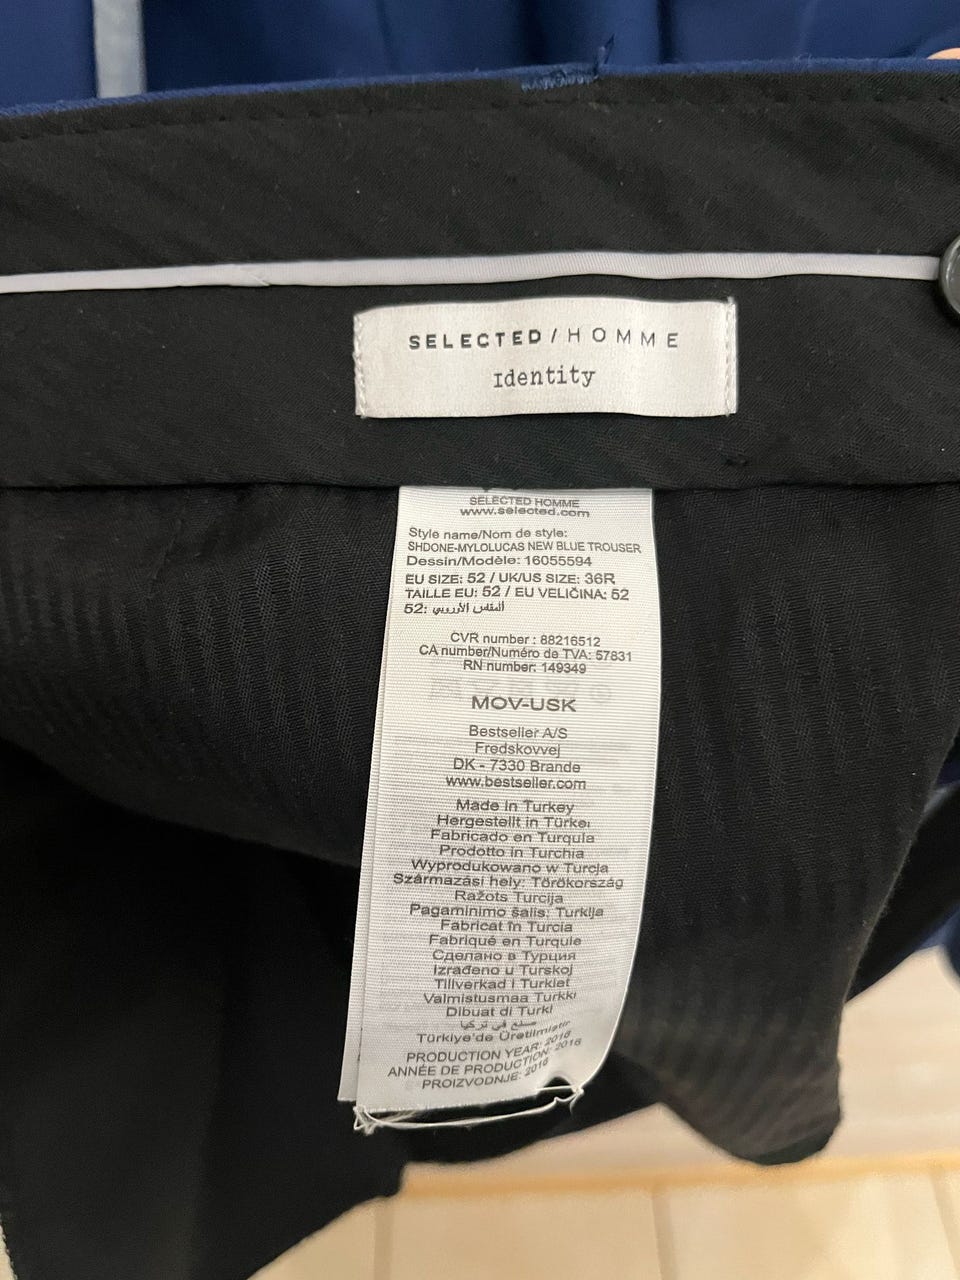 SELECTED/HOMME
Identity
SELECTED HOMME
www.selected.com
Style name/Nom de style:
SHDONE-MYLOLUCAS NEW BLUE TROUSER
Dessin/Modèle: 16055594
EU SIZE: 52 / UK/US SIZE: 36R
TAILLE EU: 52 / EU VELIČINA: 52
52: المقاس الأوروبي
CVR number : 88216512
CA number/Numéro de TVA: 57831
RN number: 149349
MOV-USK
Bestseller A/S
Fredskovvej
DK - 7330 Brande
www.bestseller.com
Made in Turkey
Hergestellt in Türkei
Fabricado en Turquía
Prodotto in Turchia
Wyprodukowano w Turcja
Származási hely: Törökország
Ražots Turcija
Pagaminimo šalis: Turkija
Fabricat în Turcia
Fabriqué en Turquie
Сделано в Турция
Izrađeno u Turskoj
Tillverkad i Turkiet
Valmistusmaa Turkki
Dibuat di Turki
صنع في تركيا
Türkiye'de Üretilmiştir
PRODUCTION YEAR: 2016
ANNÉE DE PRODUCTION: 2016
PROIZVODNJE: 2016